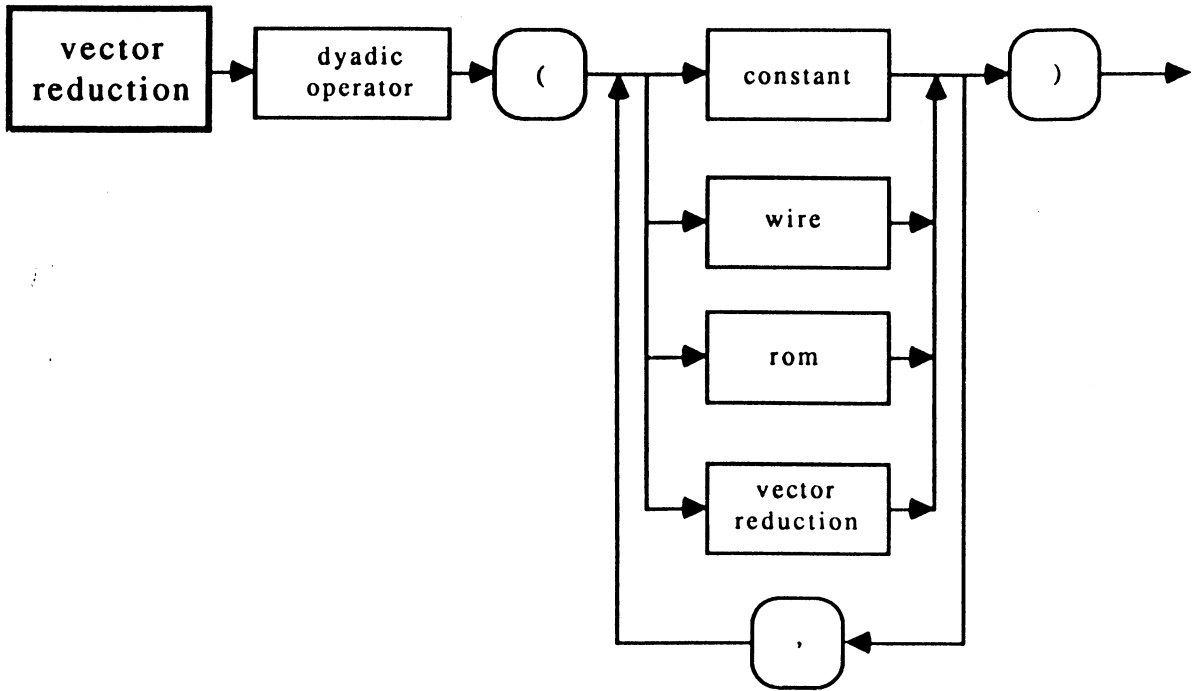 vector
reduction
dyadic
operator
(
constant
)
wire
rom
vector
reduction
,